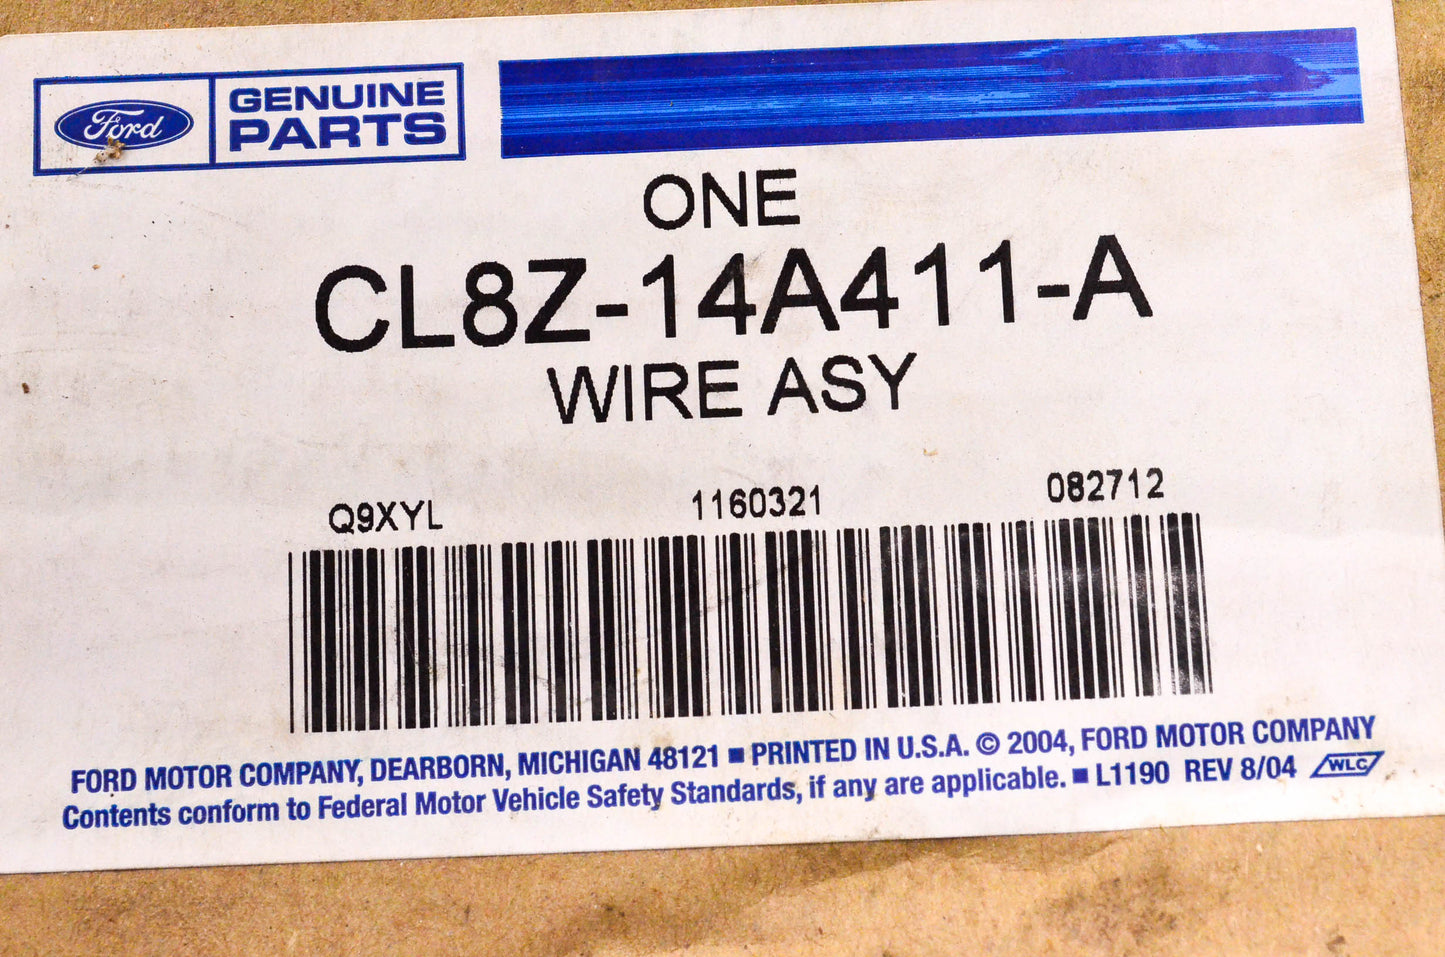 Ford
GENUINE
PARTS
ONE
CL8Z-14A411-A
WIRE ASY
Q9XYL 1160321 082712
FORD MOTOR COMPANY, DEARBORN, MICHIGAN 48121 ■ PRINTED IN U.S.A. © 2004, FORD MOTOR COMPANY
Contents conform to Federal Motor Vehicle Safety Standards, if any are applicable. ■ L1190 REV 8/04 WLC